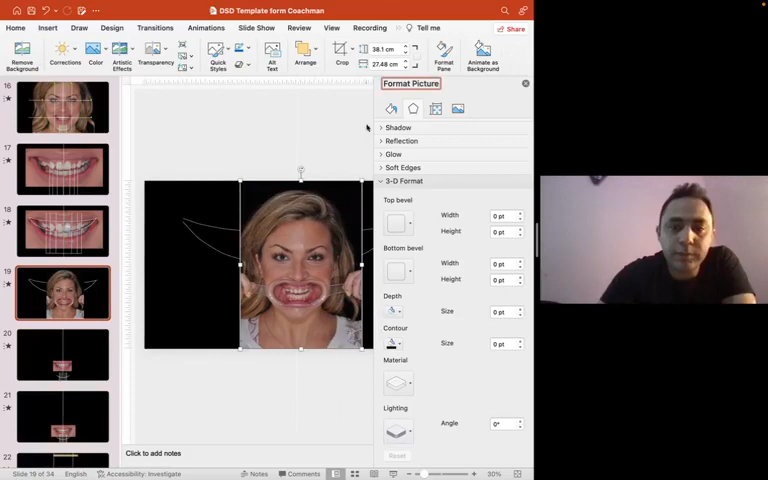 DSD Template form Coachman
Home Insert Draw Design Transitions Animations Slide Show Review View Recording Tell me Share
Remove Background
Corrections
Color
Artistic Effects
Transparency
Quick Styles
Alt Text
Arrange
Crop
38.1 cm
27.48 cm
Format Pane
Animate as Background
Format Picture
16
17
18
19
20
21
22
Shadow
Reflection
Glow
Soft Edges
3-D Format
Top bevel
Width 0 pt
Height 0 pt
Bottom bevel
Width 0 pt
Height 0 pt
Depth
Size 0 pt
Contour
Size 0 pt
Material
Lighting
Angle 0°
Reset
Click to add notes
Slide 19 of 34 English Accessibility: Investigate Notes Comments 30%